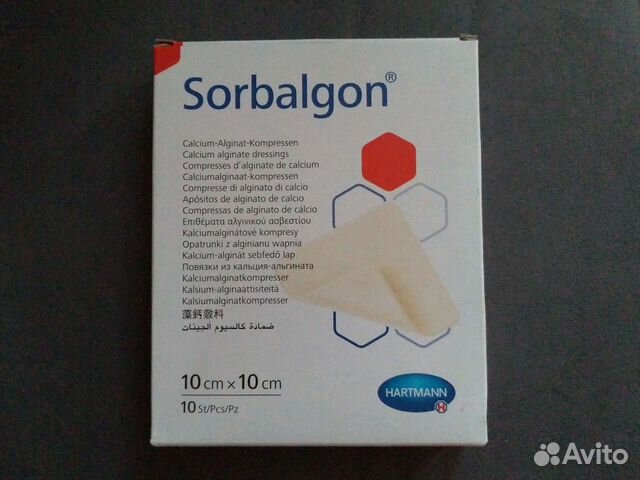 Sorbalgon®
Calcium-Alginat-Kompressen
Calcium alginate dressings
Compresses d'alginate de calcium
Calciumalginaat-kompressen
Compresse di alginato di calcio
Apósitos de alginato de calcio
Compressas de alginato de cálcio
Επιθέματα αλγινικού ασβεστίου
Kalciumalginátové kompresy
Opatrunki z alginianu wapnia
Kalcium-alginát sebfedő lap
Повязки из кальция-альгината
Kalciumalginatkompresser
Kalsium-alginaattisiteitä
Kalsiumalginatkompresser
藻鈣敷料
ضمادة كالسيوم الجينات
10 cm × 10 cm
10 St/Pcs/Pz
HARTMANN
Avito